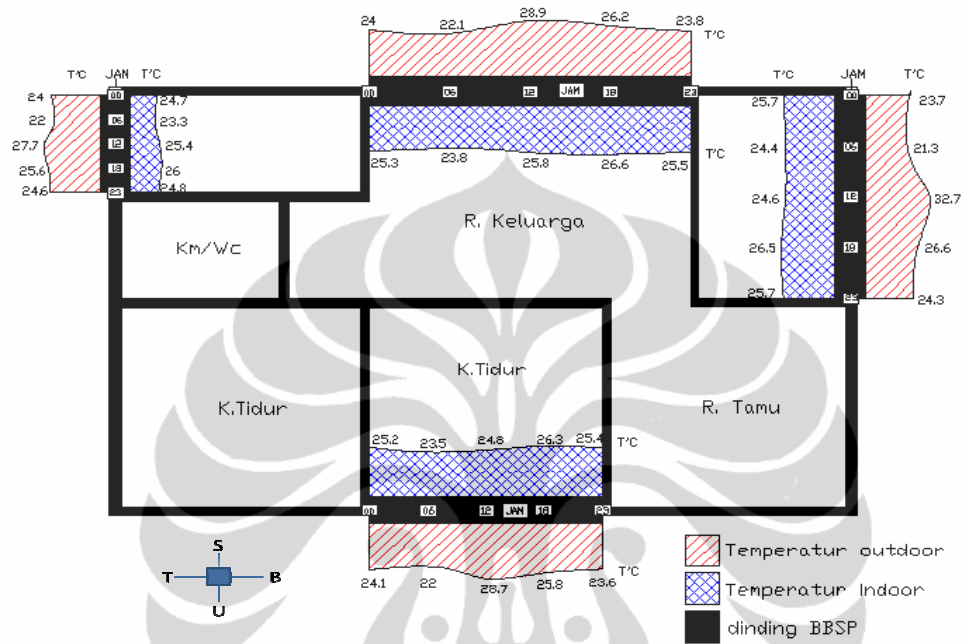 24 22.1 28.9 26.2 23.8
T°C
T°C JAN T°C
T°C JAM T°C
24 00 24.7
22 06 23.3
27.7 12 25.4
25.6 18 26
24.6 23 24.8
00 06 12 JAM 18 23
25.3 23.8 25.8 26.6 25.5
T°C
25.7 00 23.7
24.4 06 21.3
24.6 12 32.7
26.5 18 26.6
25.7 23 24.3
R. Keluarga
Km/Wc
K.Tidur
K.Tidur
R. Tamu
25.2 23.5 24.8 26.3 25.4 T°C
00 06 12 JAM 18 23
24.1 22 28.7 25.8 23.6 T°C
S
T B
U
Temperatur outdoor
Temperatur Indoor
dinding BBSP